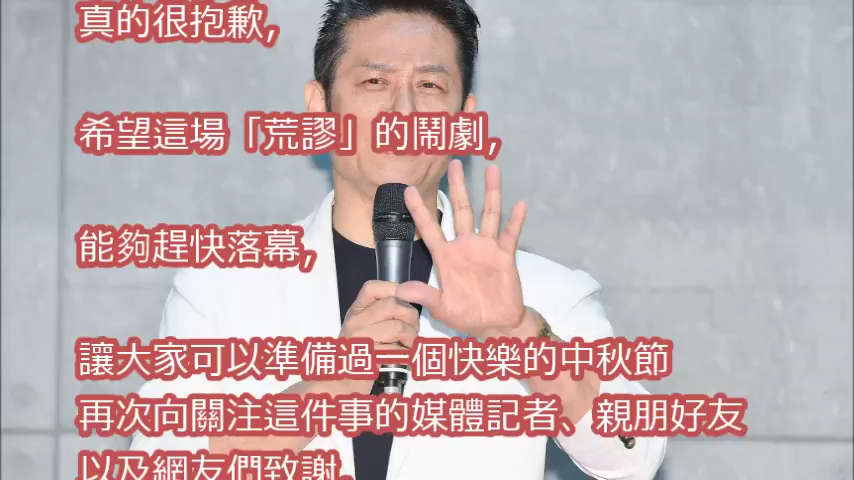 真的很抱歉，
希望這場「荒謬」的鬧劇，
能夠趕快落幕，
讓大家可以準備過一個快樂的中秋節
再次向關注這件事的媒體記者、親朋好友
以及網友們致謝。